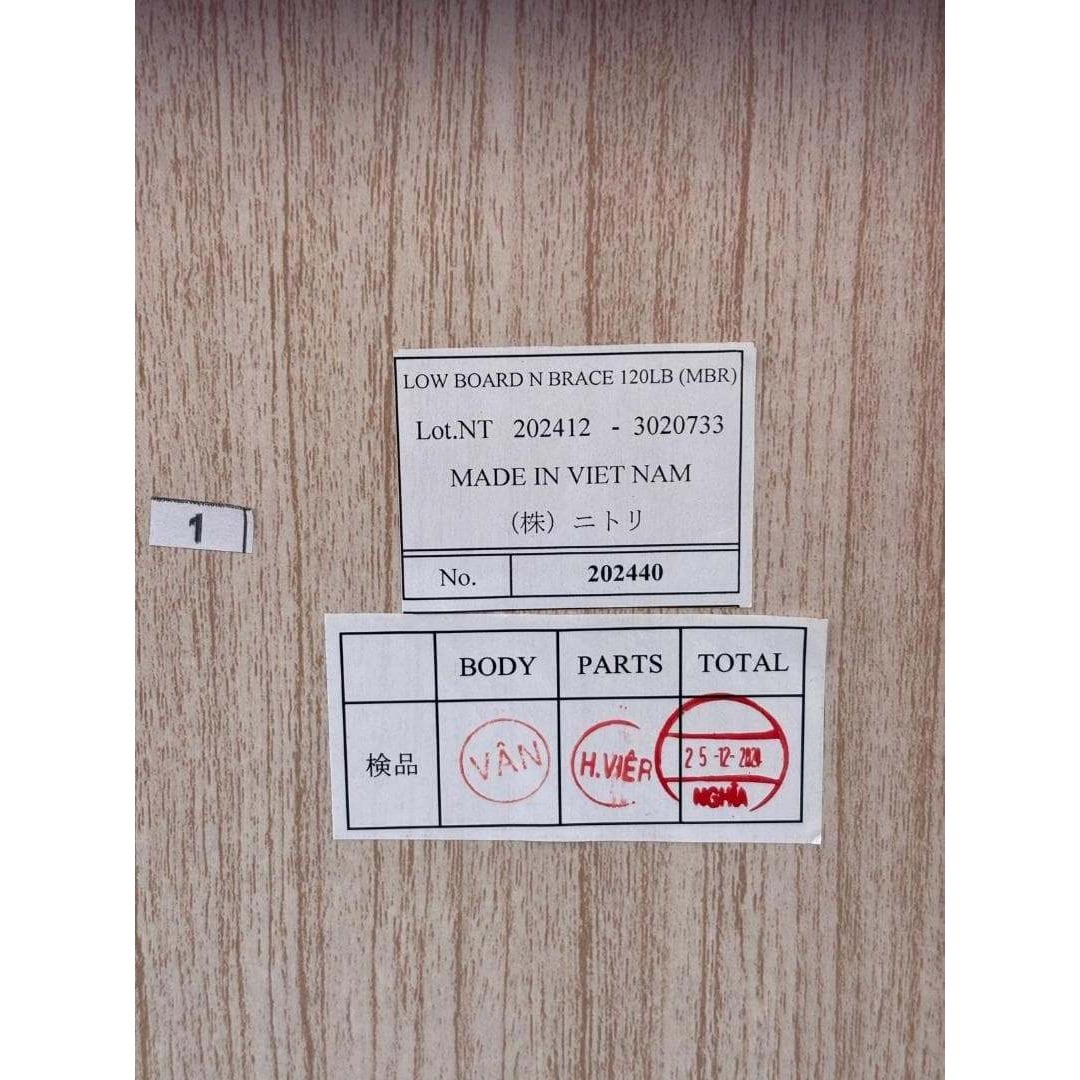 LOW BOARD N BRACE 120LB (MBR)
Lot.NT 202412 - 3020733
MADE IN VIET NAM
(株) ニトリ
No. 202440
1
BODY PARTS TOTAL
検品 VÂN 25-12-2024
NGHĨA